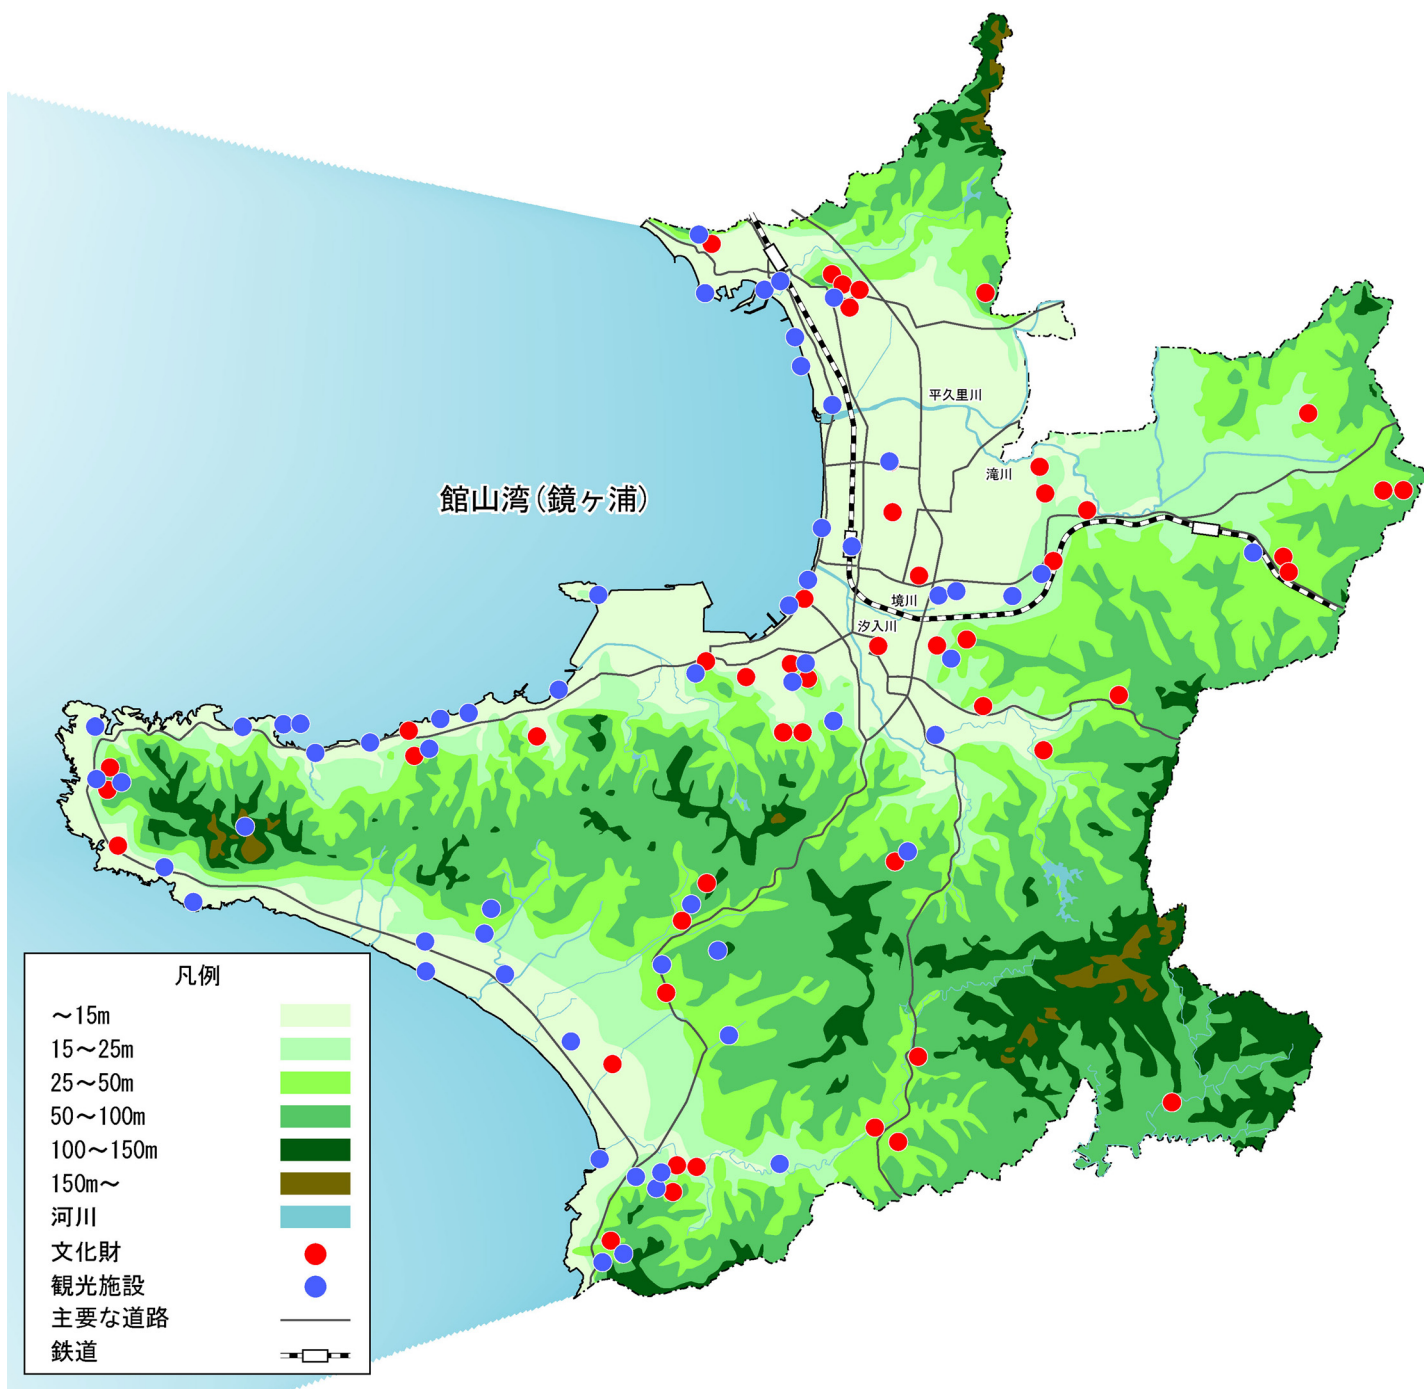 平久里川
滝川
館山湾(鏡ヶ浦)
境川
汐入川
凡例
～15m
15～25m
25～50m
50～100m
100～150m
150m～
河川
文化財
観光施設
主要な道路
鉄道